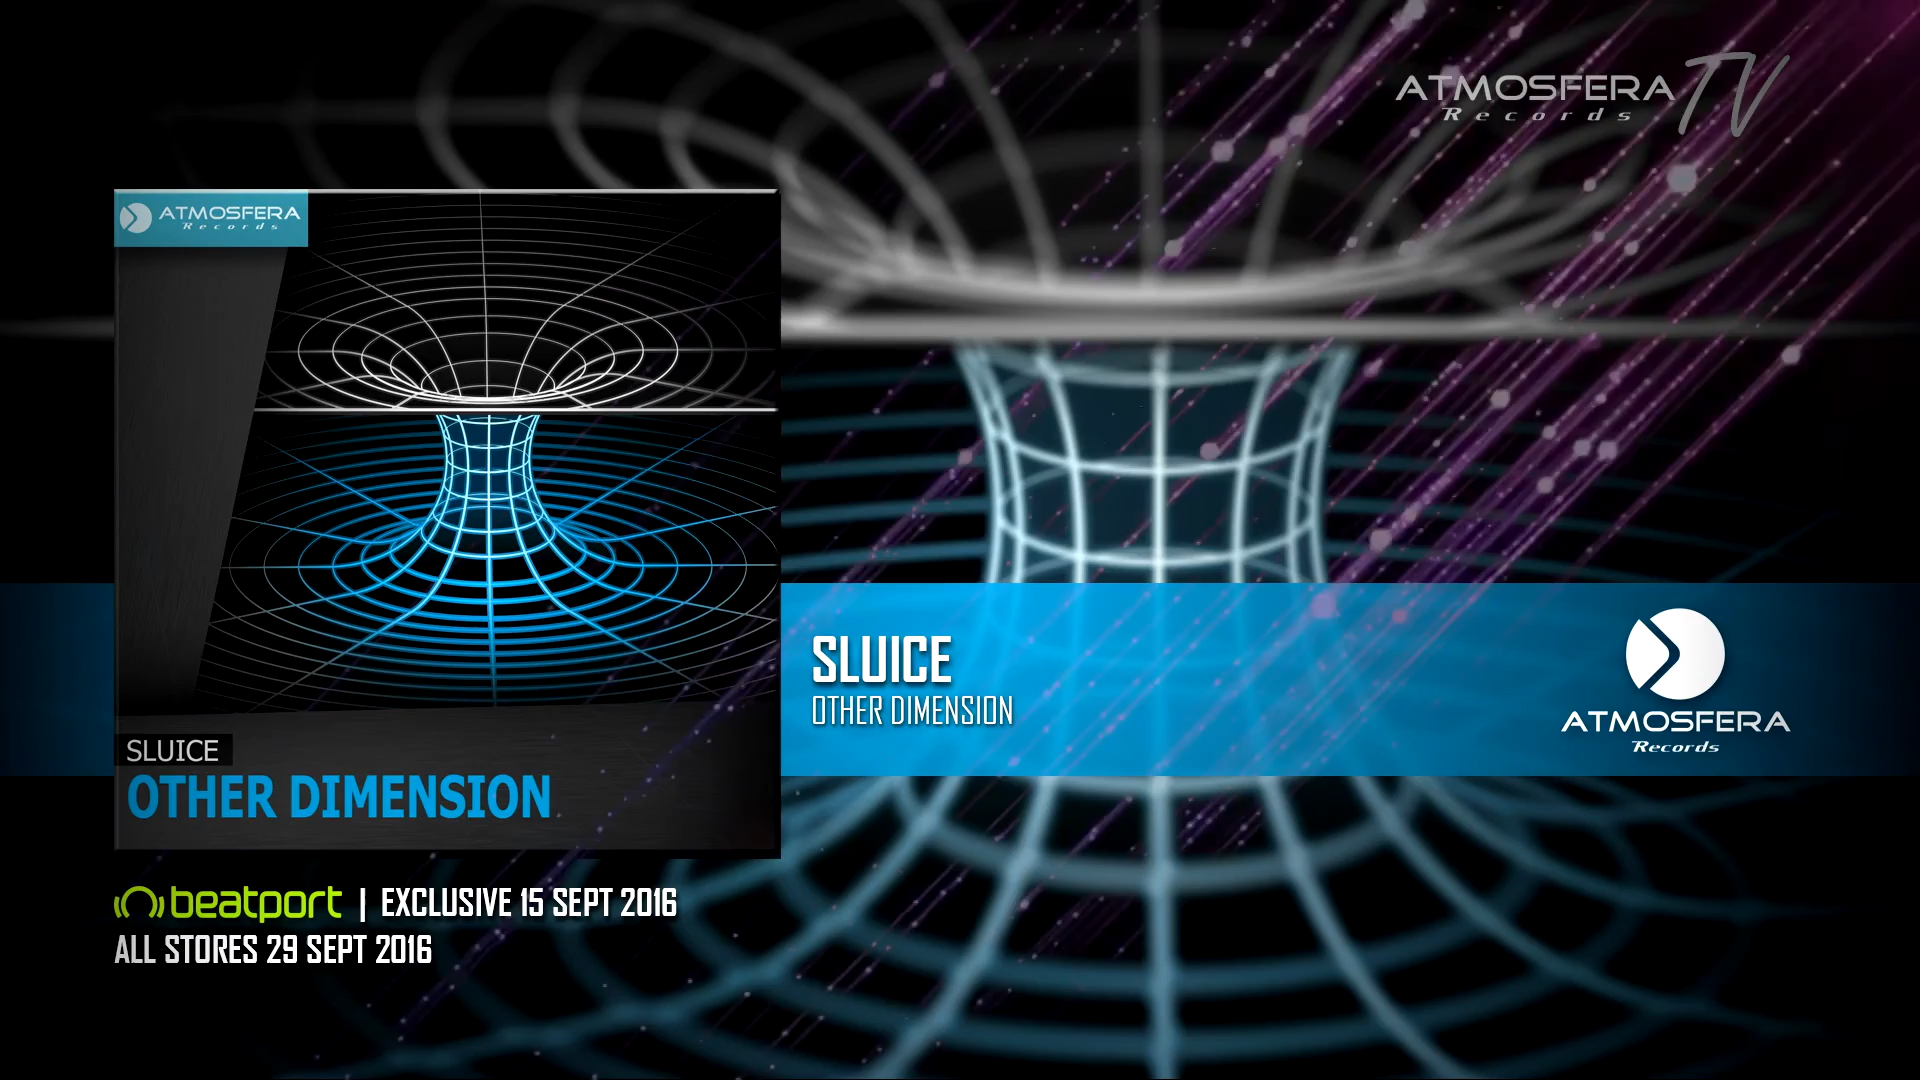 ATMOSFERA TV
Records
ATMOSFERA
Records
SLUICE
OTHER DIMENSION
SLUICE
OTHER DIMENSION
ATMOSFERA
Records
beatport | EXCLUSIVE 15 SEPT 2016
ALL STORES 29 SEPT 2016